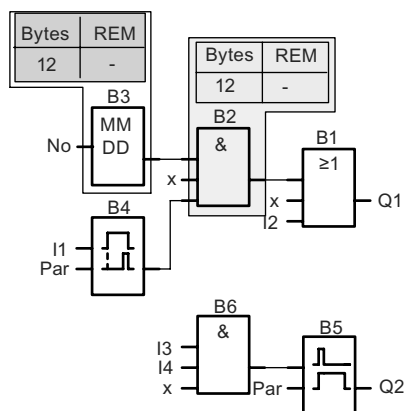 Bytes REM
12 -
B3
MM
DD
No
Bytes REM
12 -
B2
&
x
B1
≥1
x
I2
Q1
B4
I1
Par
B6
&
I3
I4
x
B5
Par
Q2